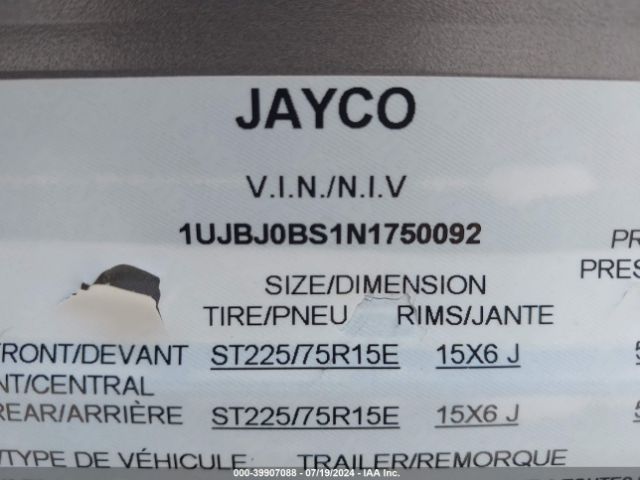 JAYCO
V.I.N./N.I.V
1UJBJ0BS1N1750092
SIZE/DIMENSION
TIRE/PNEU RIMS/JANTE
FRONT/DEVANT ST225/75R15E 15X6 J
NT/CENTRAL
REAR/ARRIÈRE ST225/75R15E 15X6 J
/TYPE DE VÉHICULE: TRAILER/REMORQUE
PR
PRES
000-39907088 - 07/19/2024 - IAA Inc.